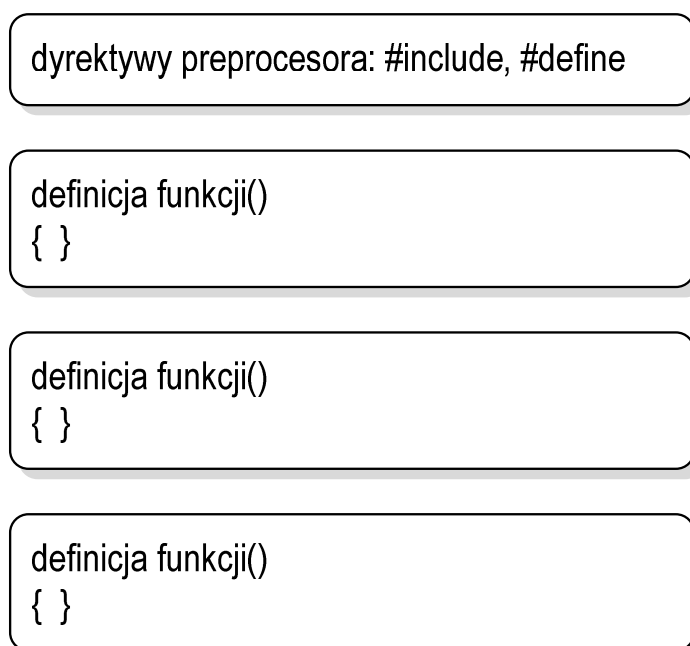 dyrektywy preprocesora: #include, #define
definicja funkcji()
{ }
definicja funkcji()
{ }
definicja funkcji()
{ }